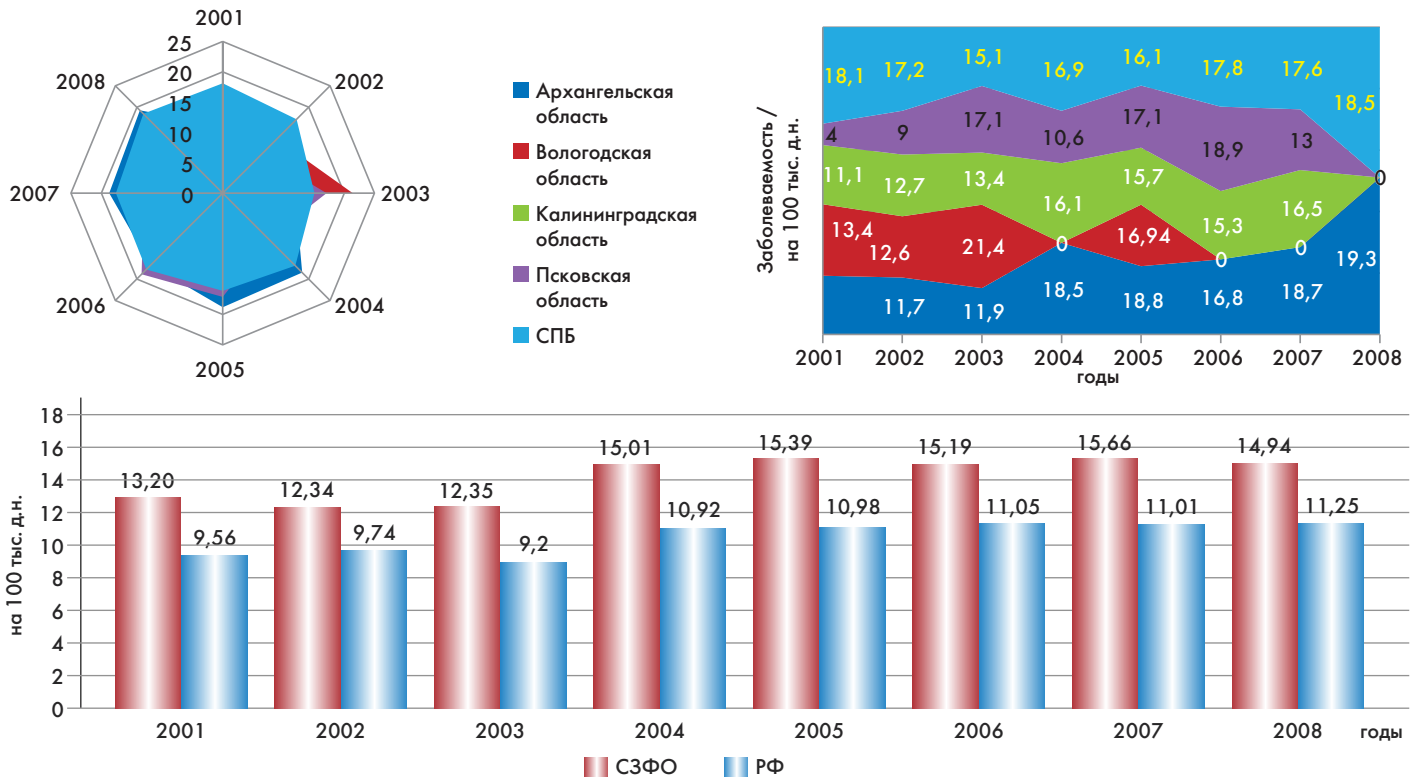 2001
25
20
15
10
5
0
2002
2003
2004
2005
2006
2007
2008
Архангельская
область
Вологодская
область
Калининградская
область
Псковская
область
СПБ
Заболеваемость /
на 100 тыс. д.н.
18,1 17,2 15,1 16,9 16,1 17,8 17,6 18,5
4 9 17,1 10,6 17,1 18,9 13 0
11,1 12,7 13,4 16,1 15,7 15,3 16,5
13,4 12,6 21,4 0 16,94 0 0
11,7 11,9 18,5 18,8 16,8 18,7 19,3
2001 2002 2003 2004 2005 2006 2007 2008
годы
на 100 тыс. д.н.
18
16
14
12
10
8
6
4
2
0
13,20 12,34 12,35 15,01 15,39 15,19 15,66 14,94
9,56 9,74 9,2 10,92 10,98 11,05 11,01 11,25
2001 2002 2003 2004 2005 2006 2007 2008 годы
СЗФО РФ